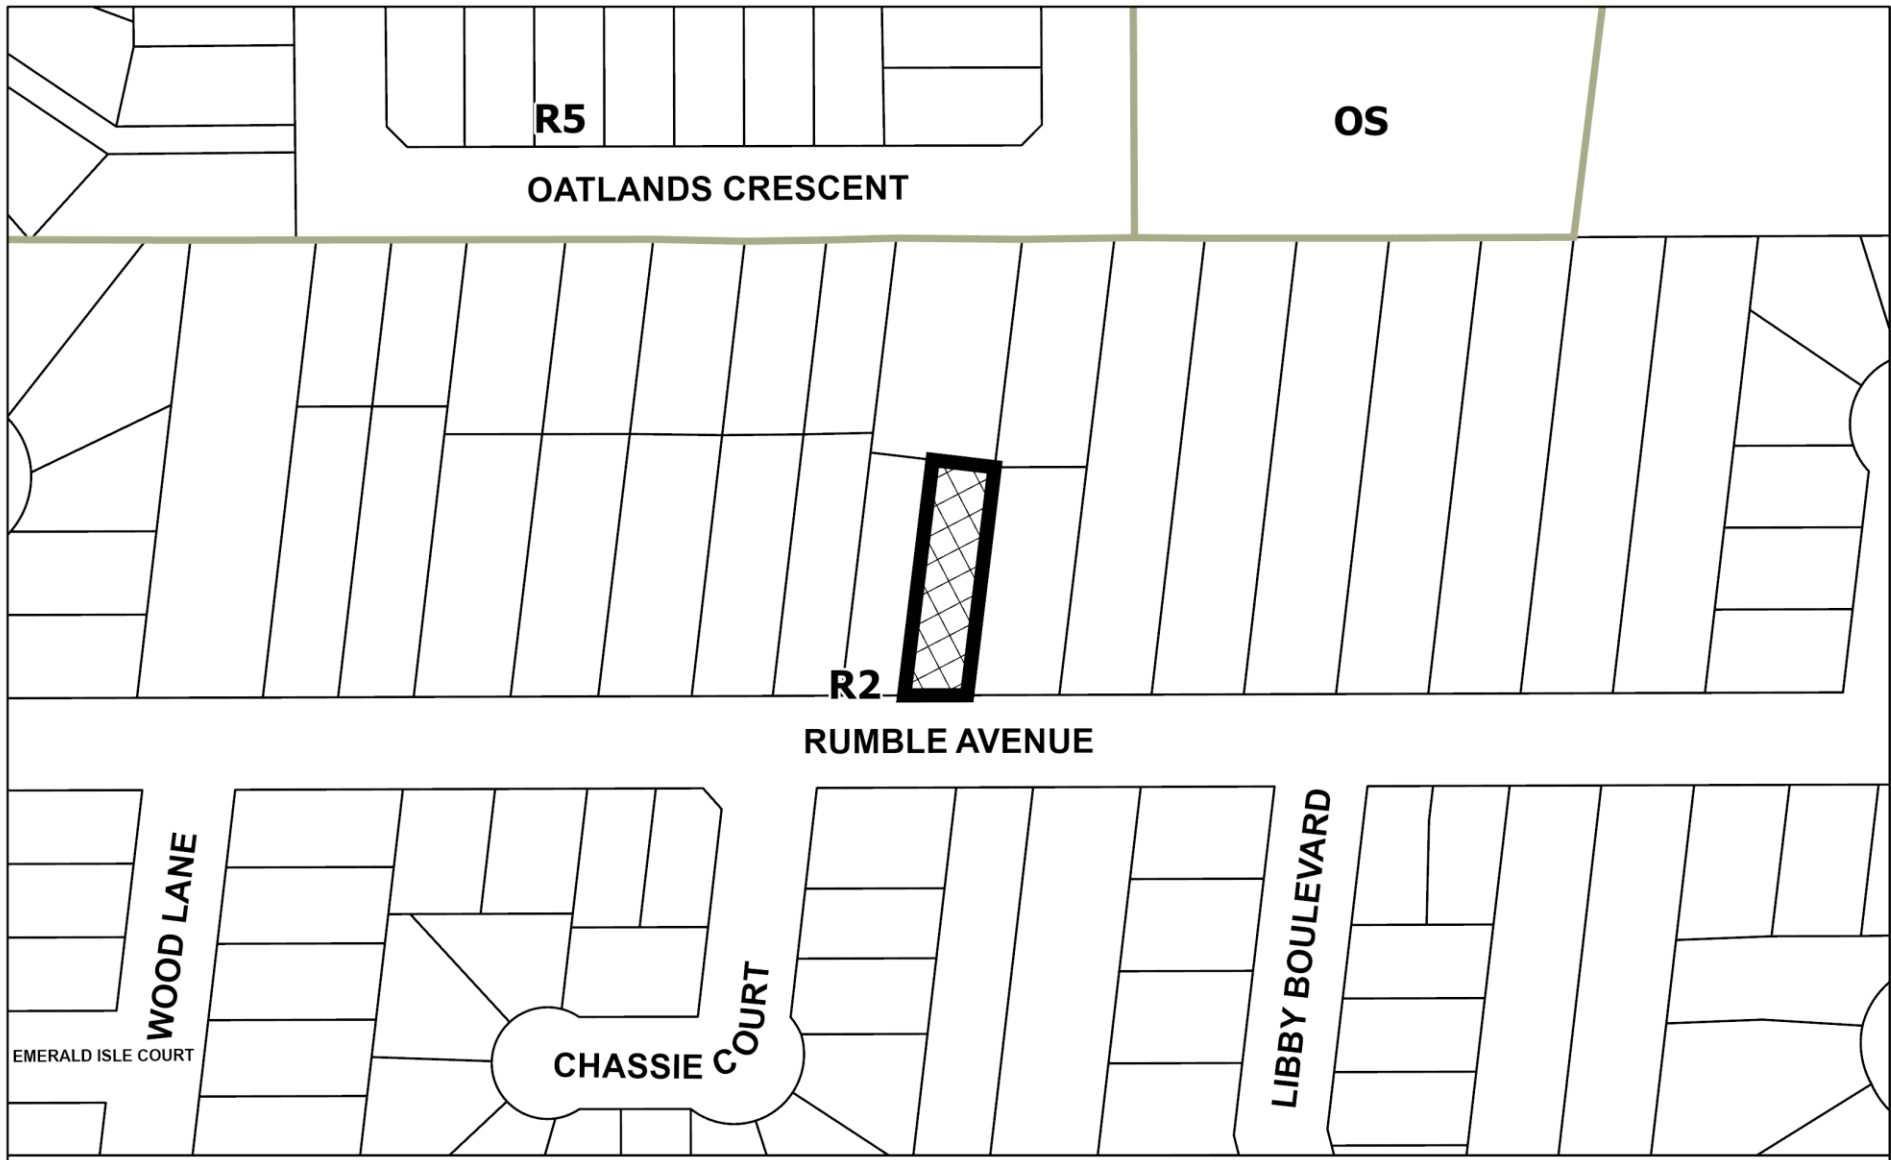 R5
OS
OATLANDS CRESCENT
R2
RUMBLE AVENUE
WOOD LANE
LIBBY BOULEVARD
EMERALD ISLE COURT
CHASSIE COURT